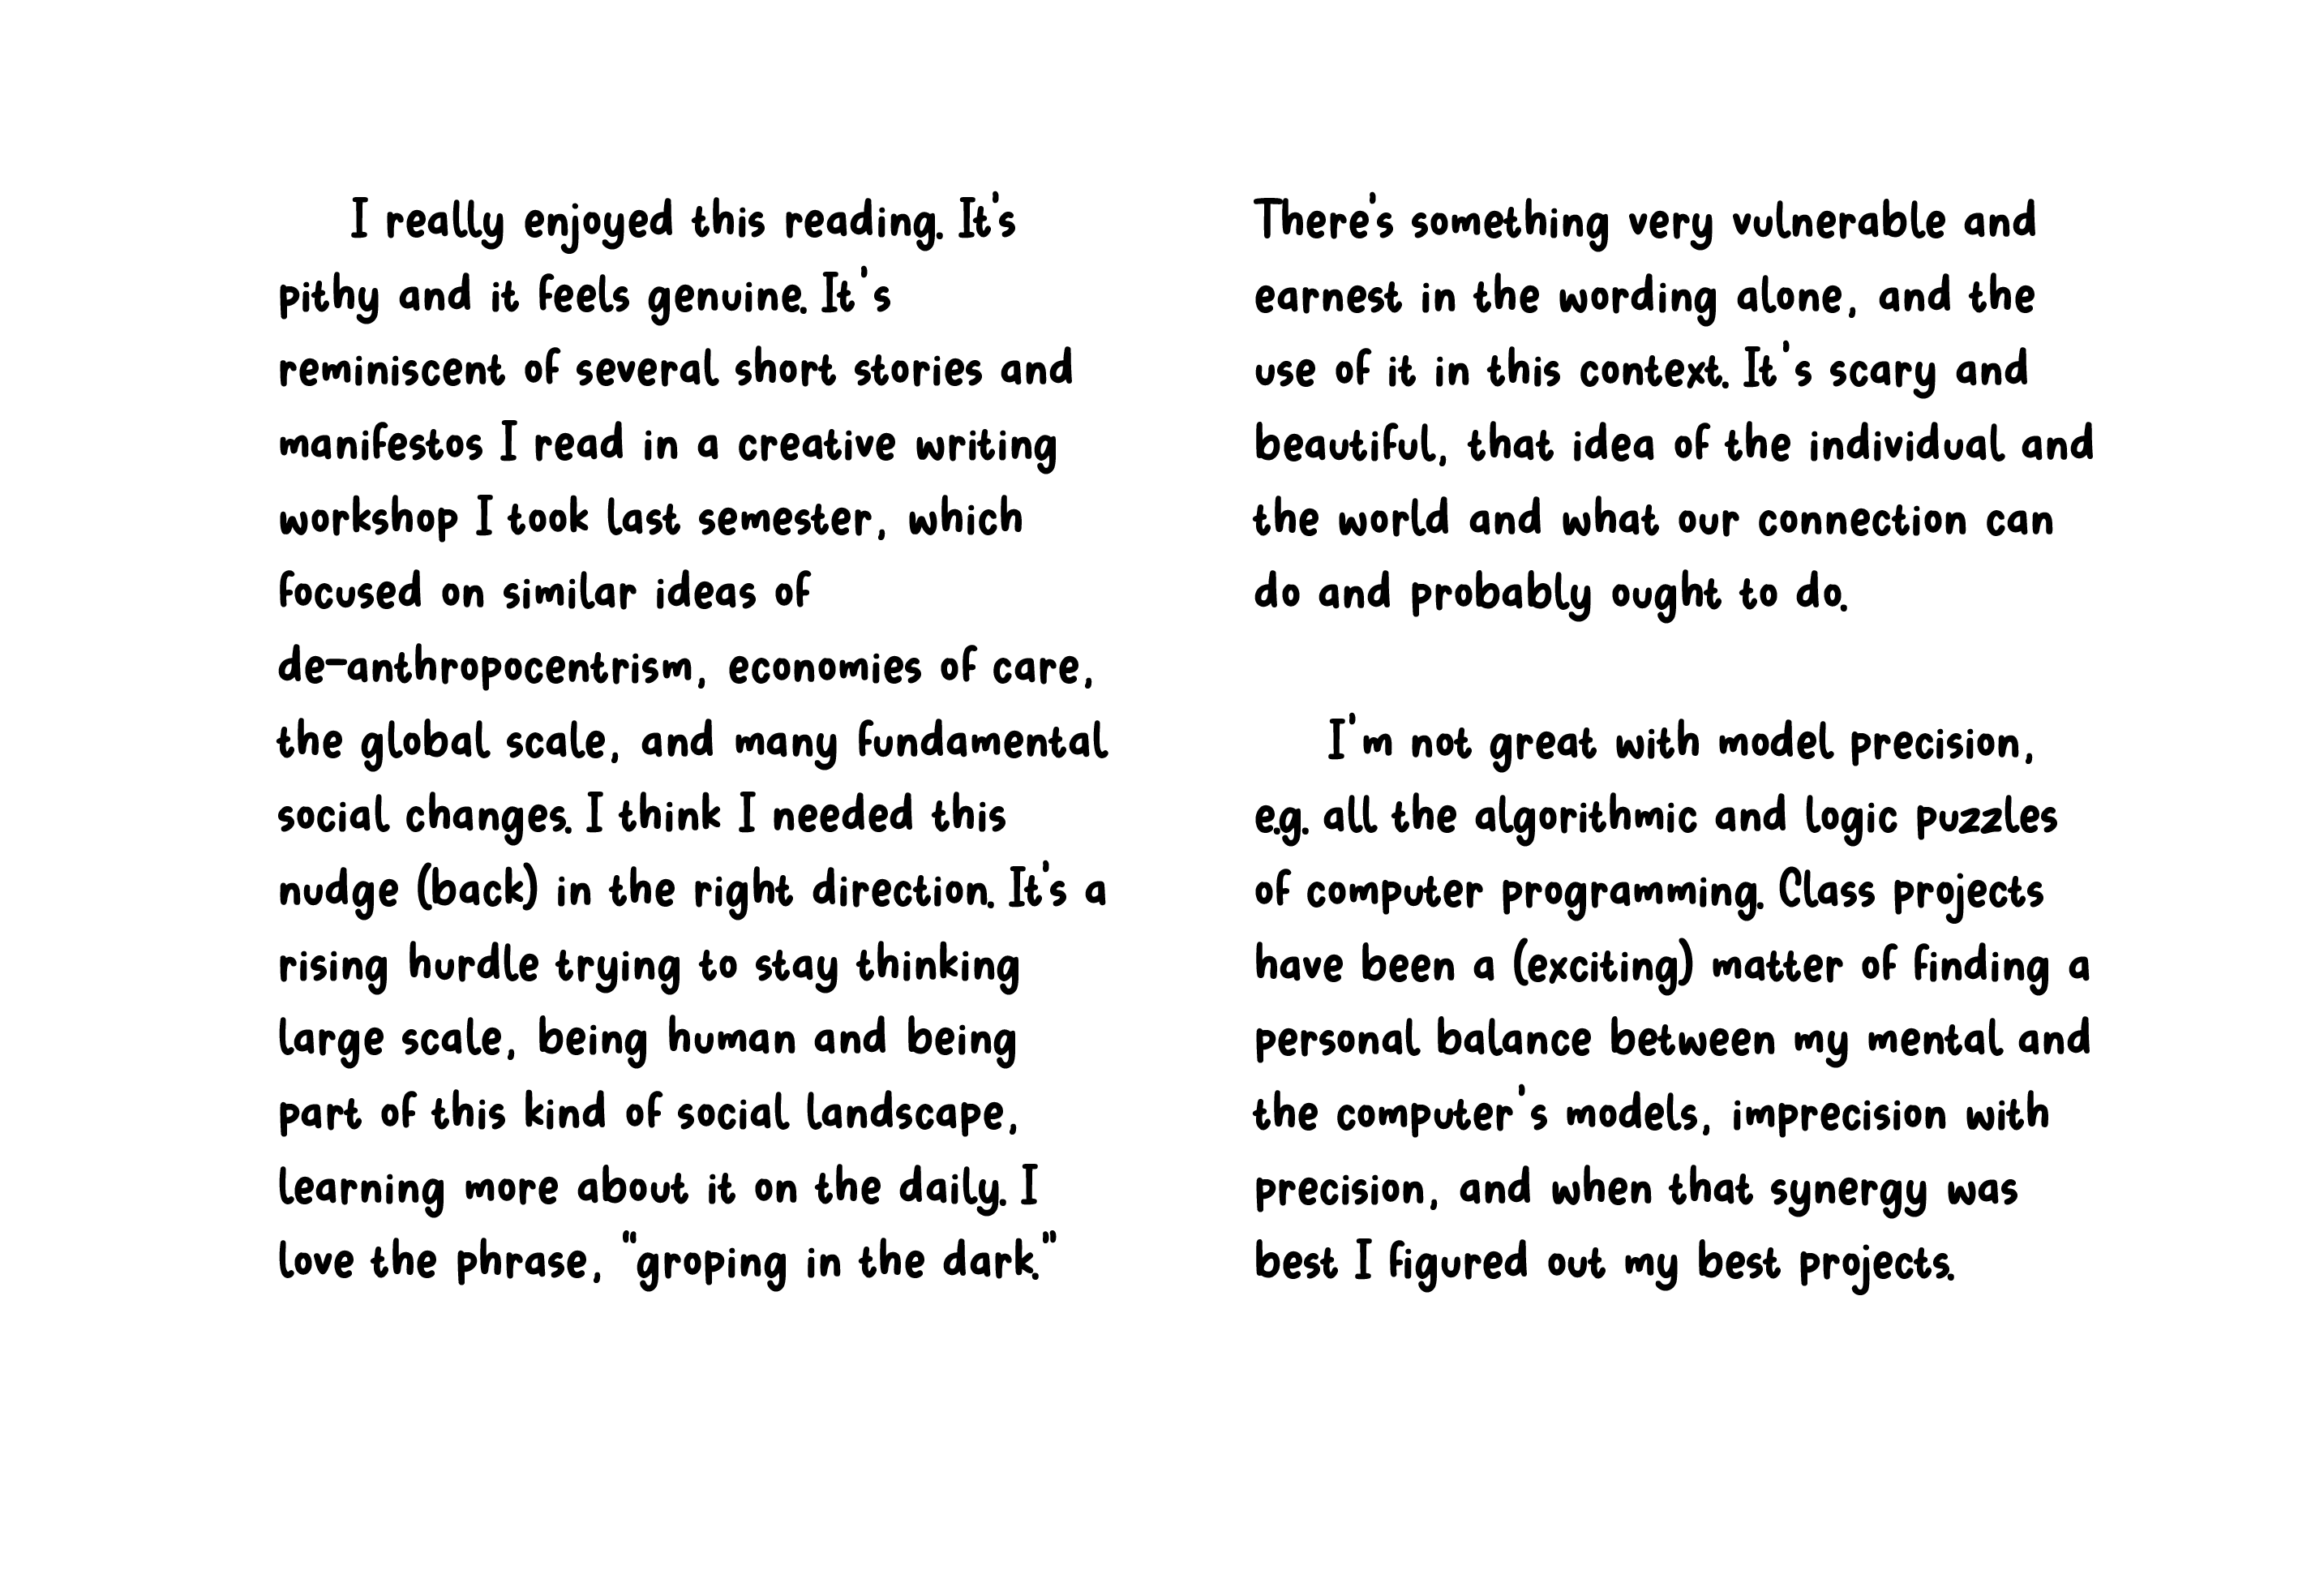 I really enjoyed this reading. It's
pithy and it feels genuine. It's
reminiscent of several short stories and
manifestos I read in a creative writing
workshop I took last semester, which
focused on similar ideas of
de-anthropocentrism, economies of care,
the global scale, and many fundamental
social changes. I think I needed this
nudge (back) in the right direction. It's a
rising hurdle trying to stay thinking
large scale, being human and being
part of this kind of social landscape,
learning more about it on the daily. I
love the phrase, "groping in the dark."
There's something very vulnerable and
earnest in the wording alone, and the
use of it in this context. It's scary and
beautiful, that idea of the individual and
the world and what our connection can
do and probably ought to do.
I'm not great with model precision,
e.g. all the algorithmic and logic puzzles
of computer programming. Class projects
have been a (exciting) matter of finding a
personal balance between my mental and
the computer's models, imprecision with
precision, and when that synergy was
best I figured out my best projects.